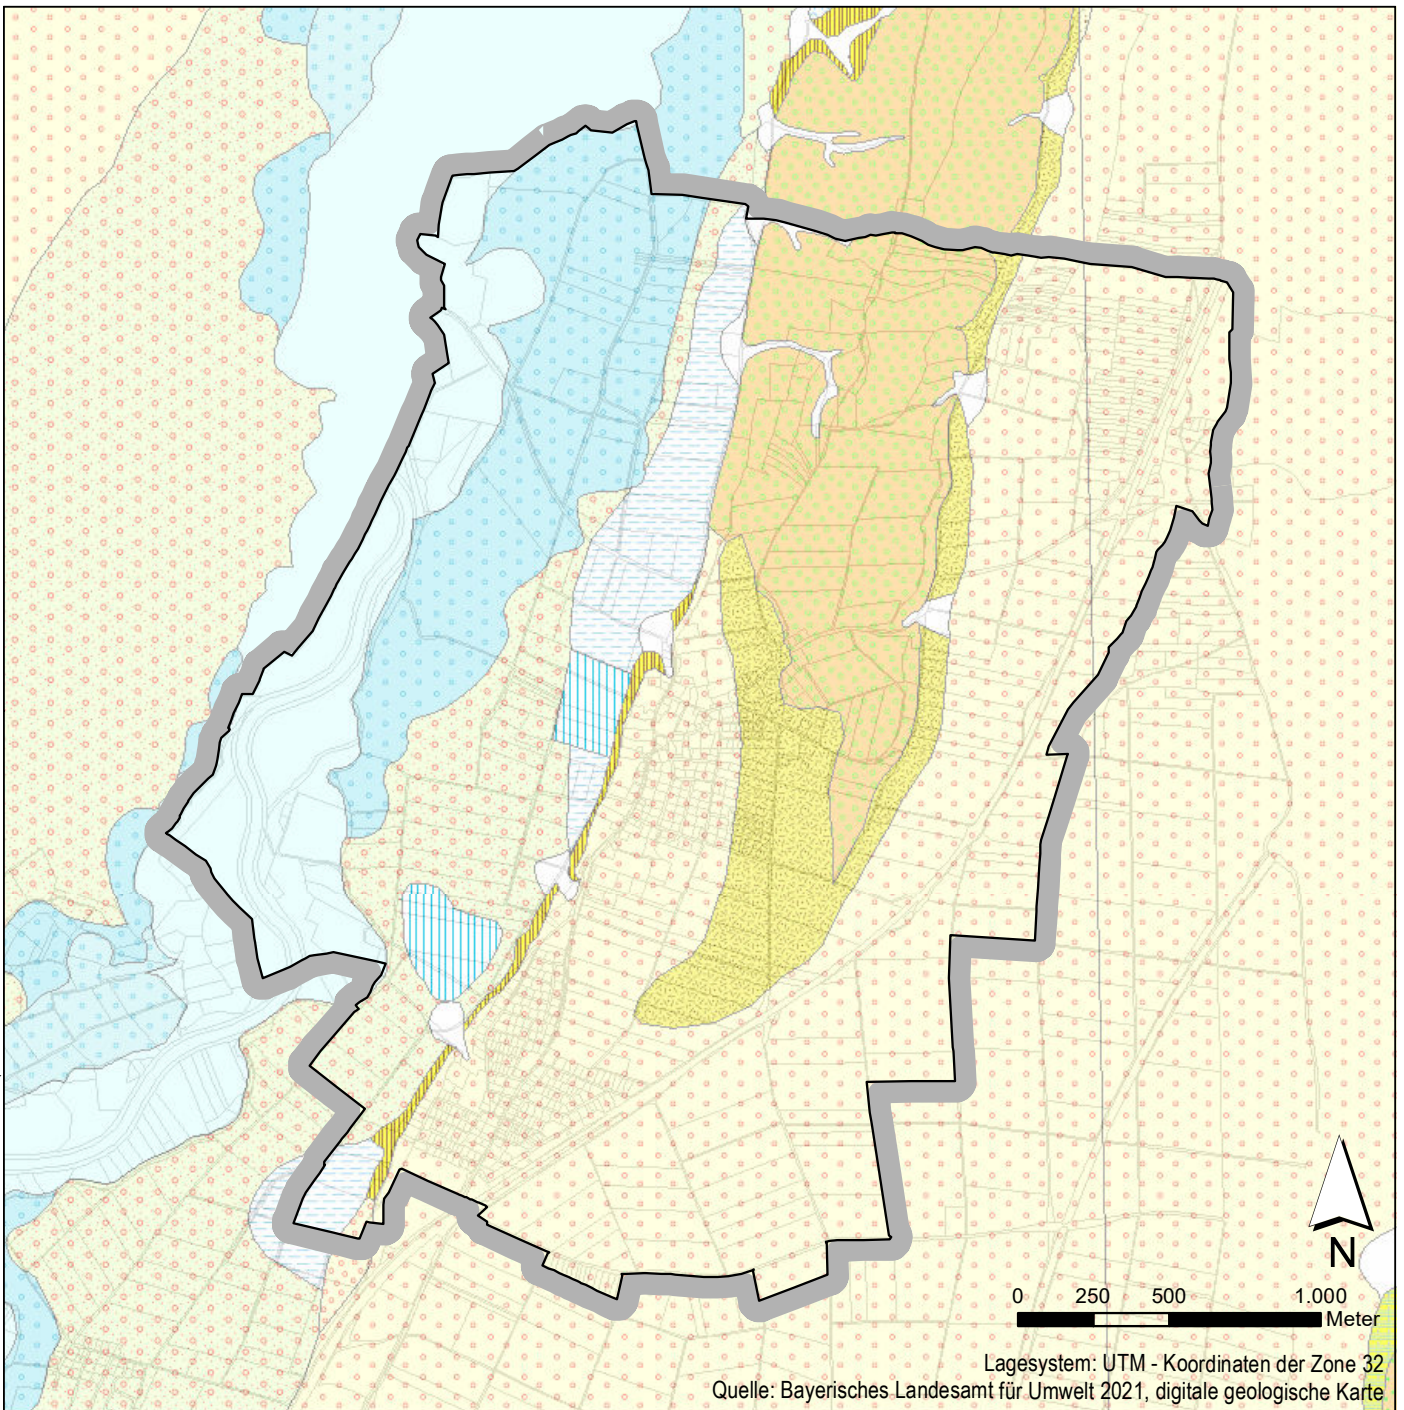 N
0 250 500 1.000
Meter
Lagesystem: UTM - Koordinaten der Zone 32
Quelle: Bayerisches Landesamt für Umwelt 2021, digitale geologische Karte